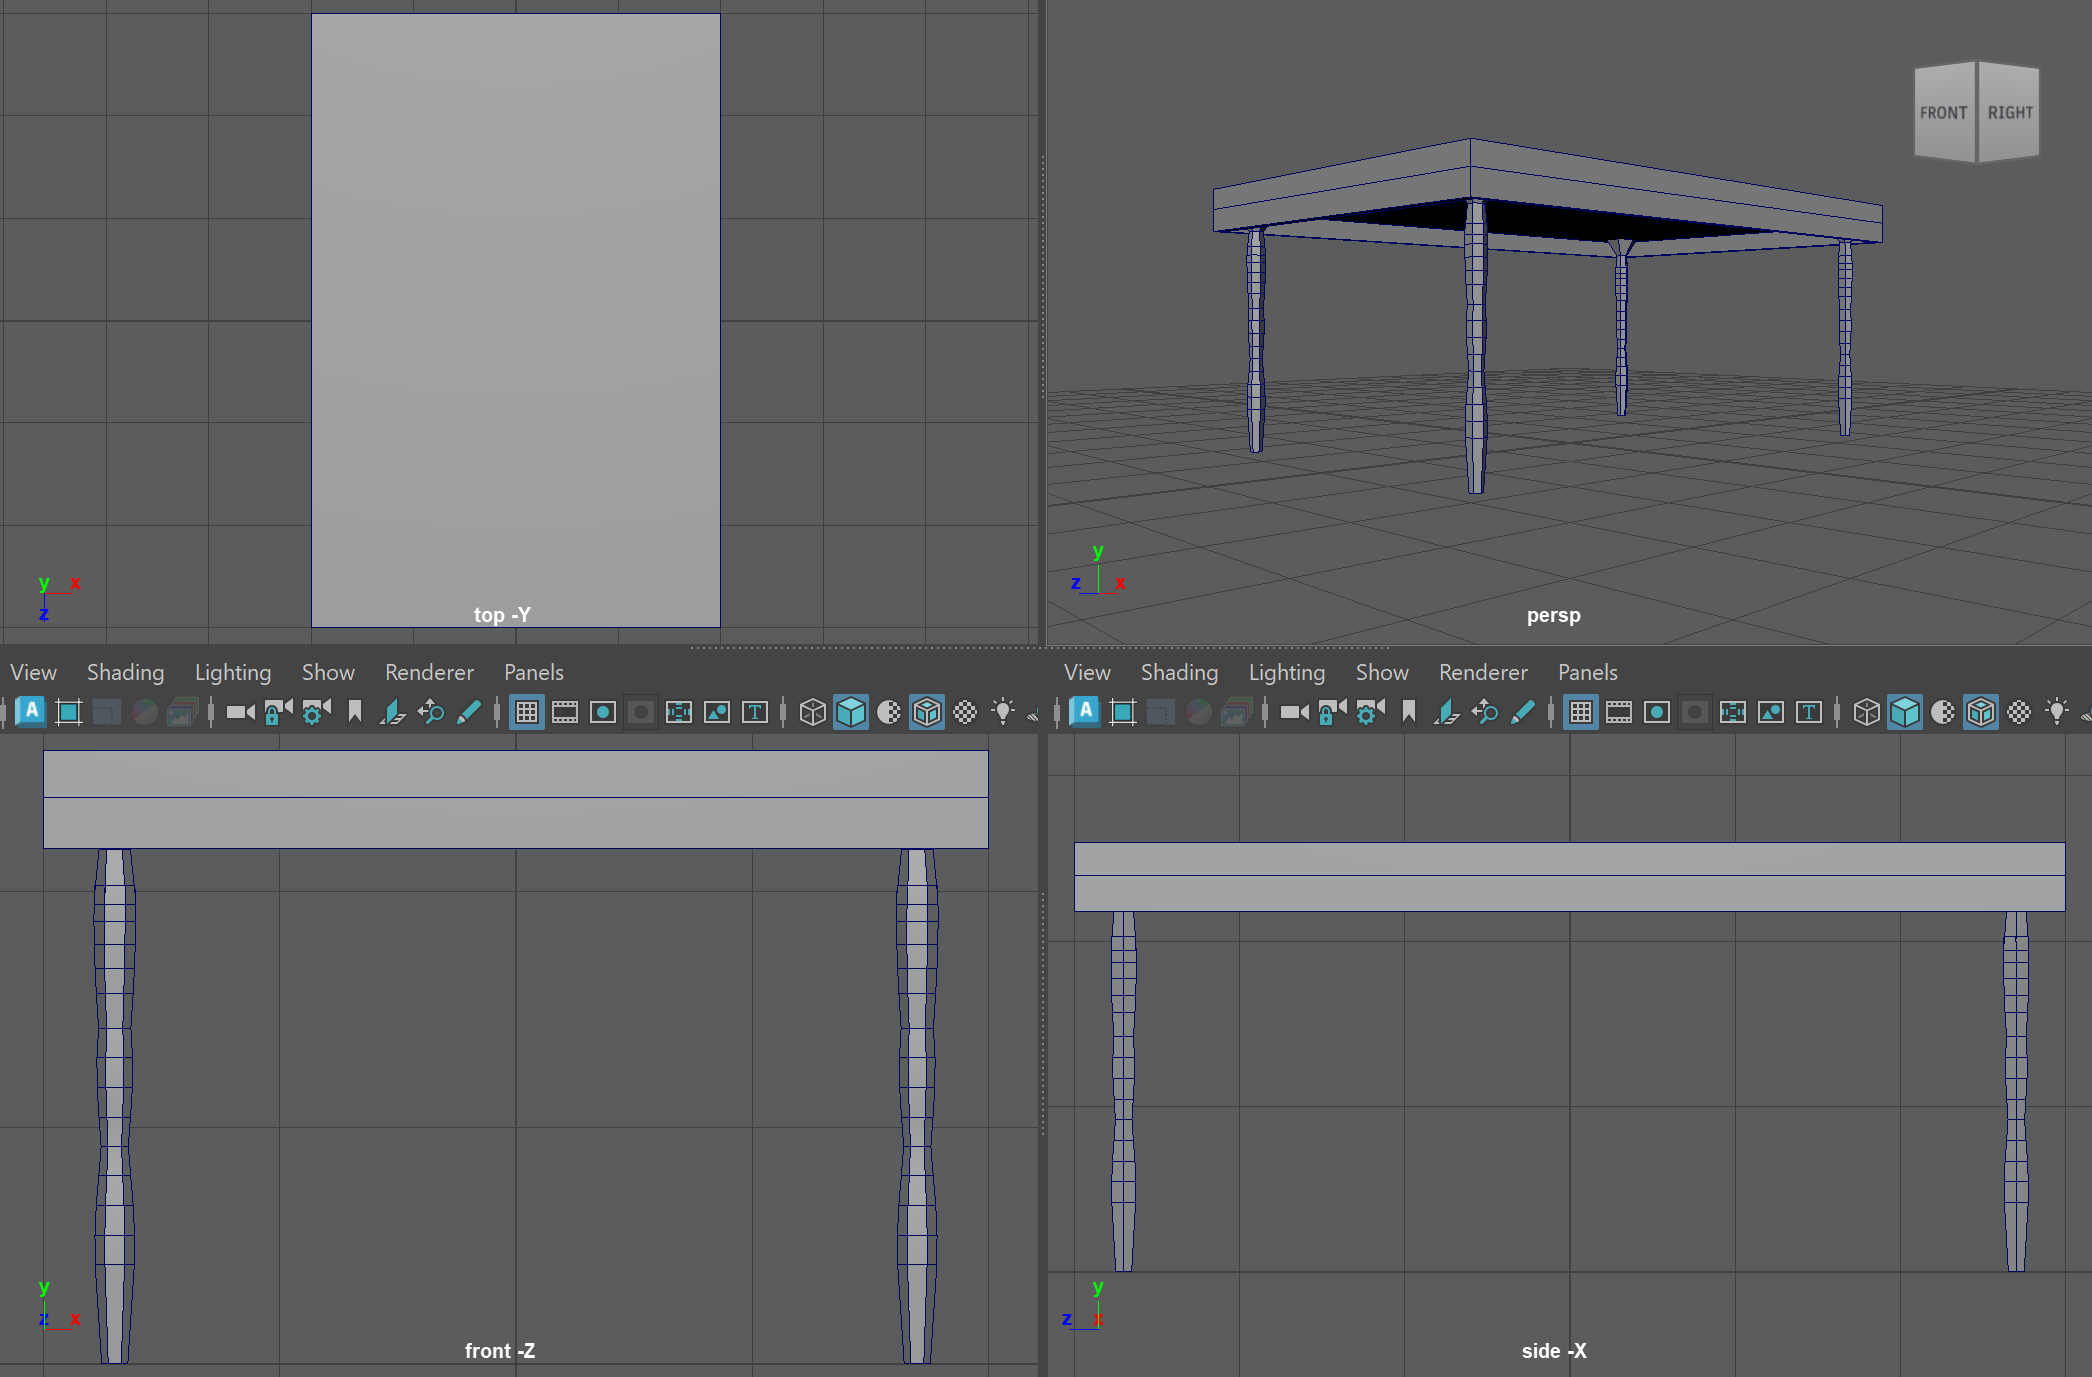 FRONT RIGHT
y x
z
top -Y
y
z x
persp
View Shading Lighting Show Renderer Panels
View Shading Lighting Show Renderer Panels
A T
A T
y
z x
front -Z
y
z x
side -X